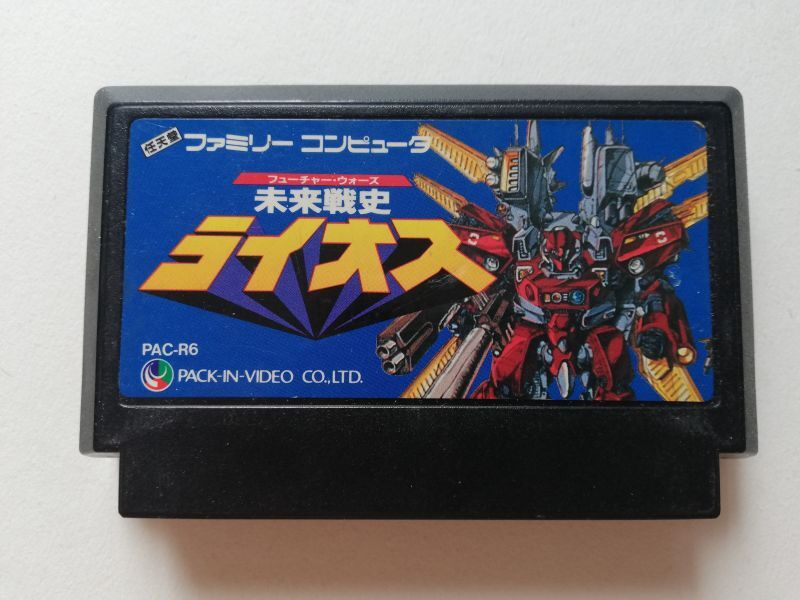 任天堂 ファミリー コンピュータ
フューチャー・ウォーズ
未来戦史
ライオス
PAC-R6
PACK-IN-VIDEO CO.,LTD.